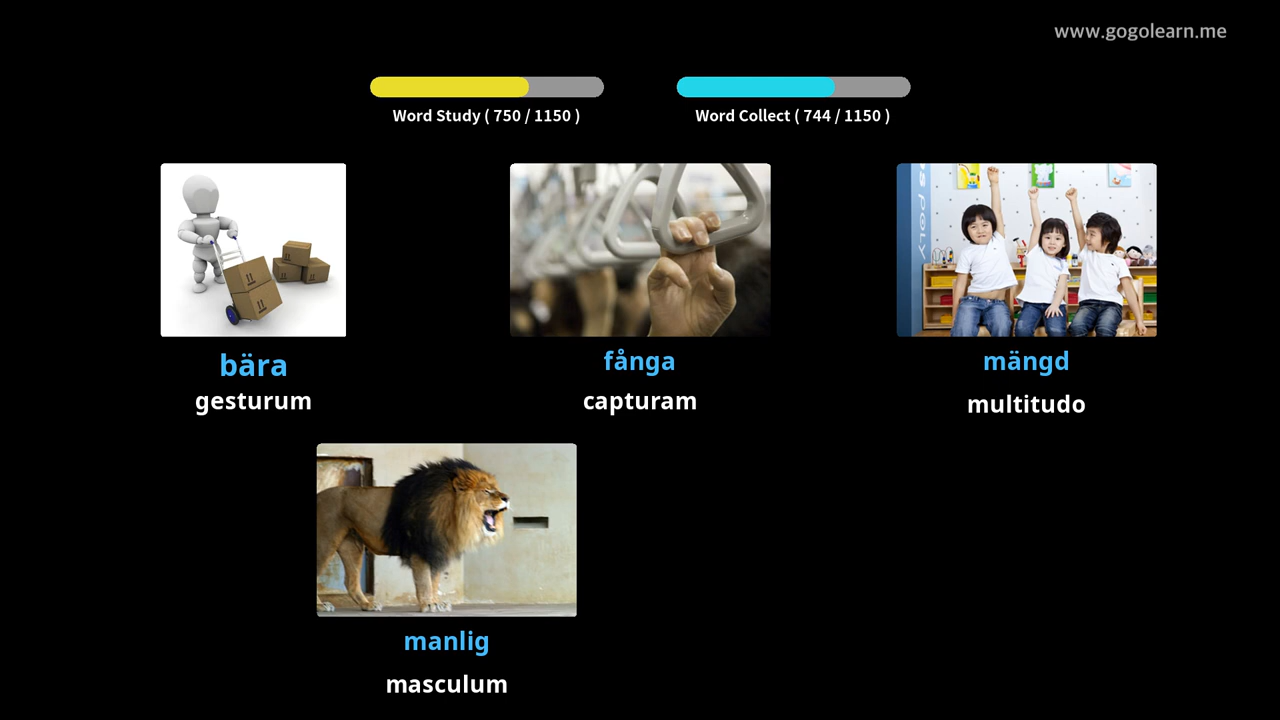 www.gogolearn.me
Word Study ( 750 / 1150 )
Word Collect ( 744 / 1150 )
bära
gesturum
fånga
capturam
mängd
multitudo
manlig
masculum